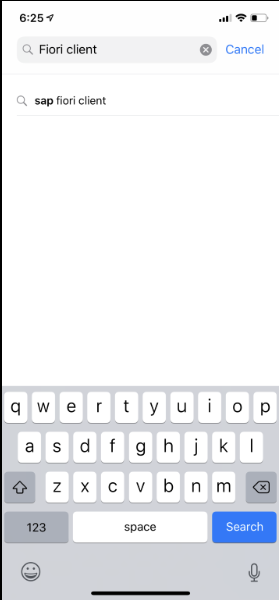 6:25
Fiori client
Cancel
sap fiori client
q w e r t y u i o p
a s d f g h j k l
z x c v b n m
123 space Search